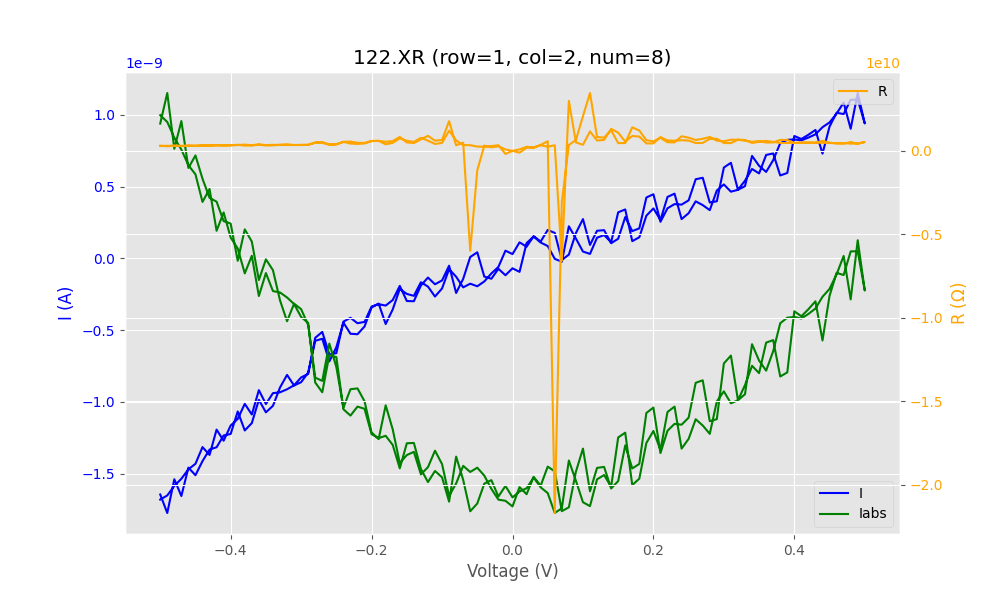 122.XR (row=1, col=2, num=8)
1e−9
1e10
R
1.0
0.5
0.0
−0.5
−1.0
−1.5
I (A)
0.0
−0.5
−1.0
−1.5
−2.0
R (Ω)
I
Iabs
−0.4
−0.2
0.0
0.2
0.4
Voltage (V)